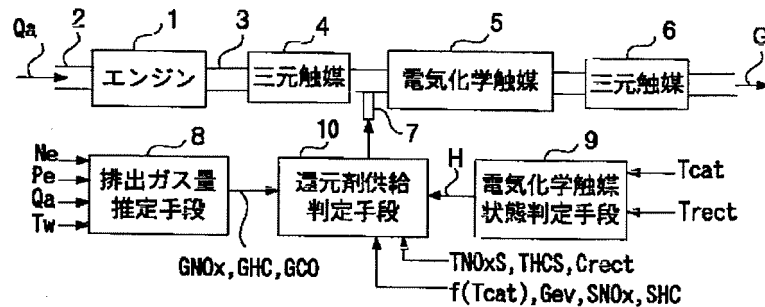 Qa 2 1 3 4 5 6 G
エンジン 三元触媒 電気化学触媒 三元触媒
8 10 7 9
Ne
Pe
Qa
Tw
排出ガス量
推定手段
還元剤供給
判定手段
H
電気化学触媒
状態判定手段
Tcat
Trect
GNOx,GHC,GCO
TNOxS,THCS,Crect
f(Tcat),Gev,SNOx,SHC